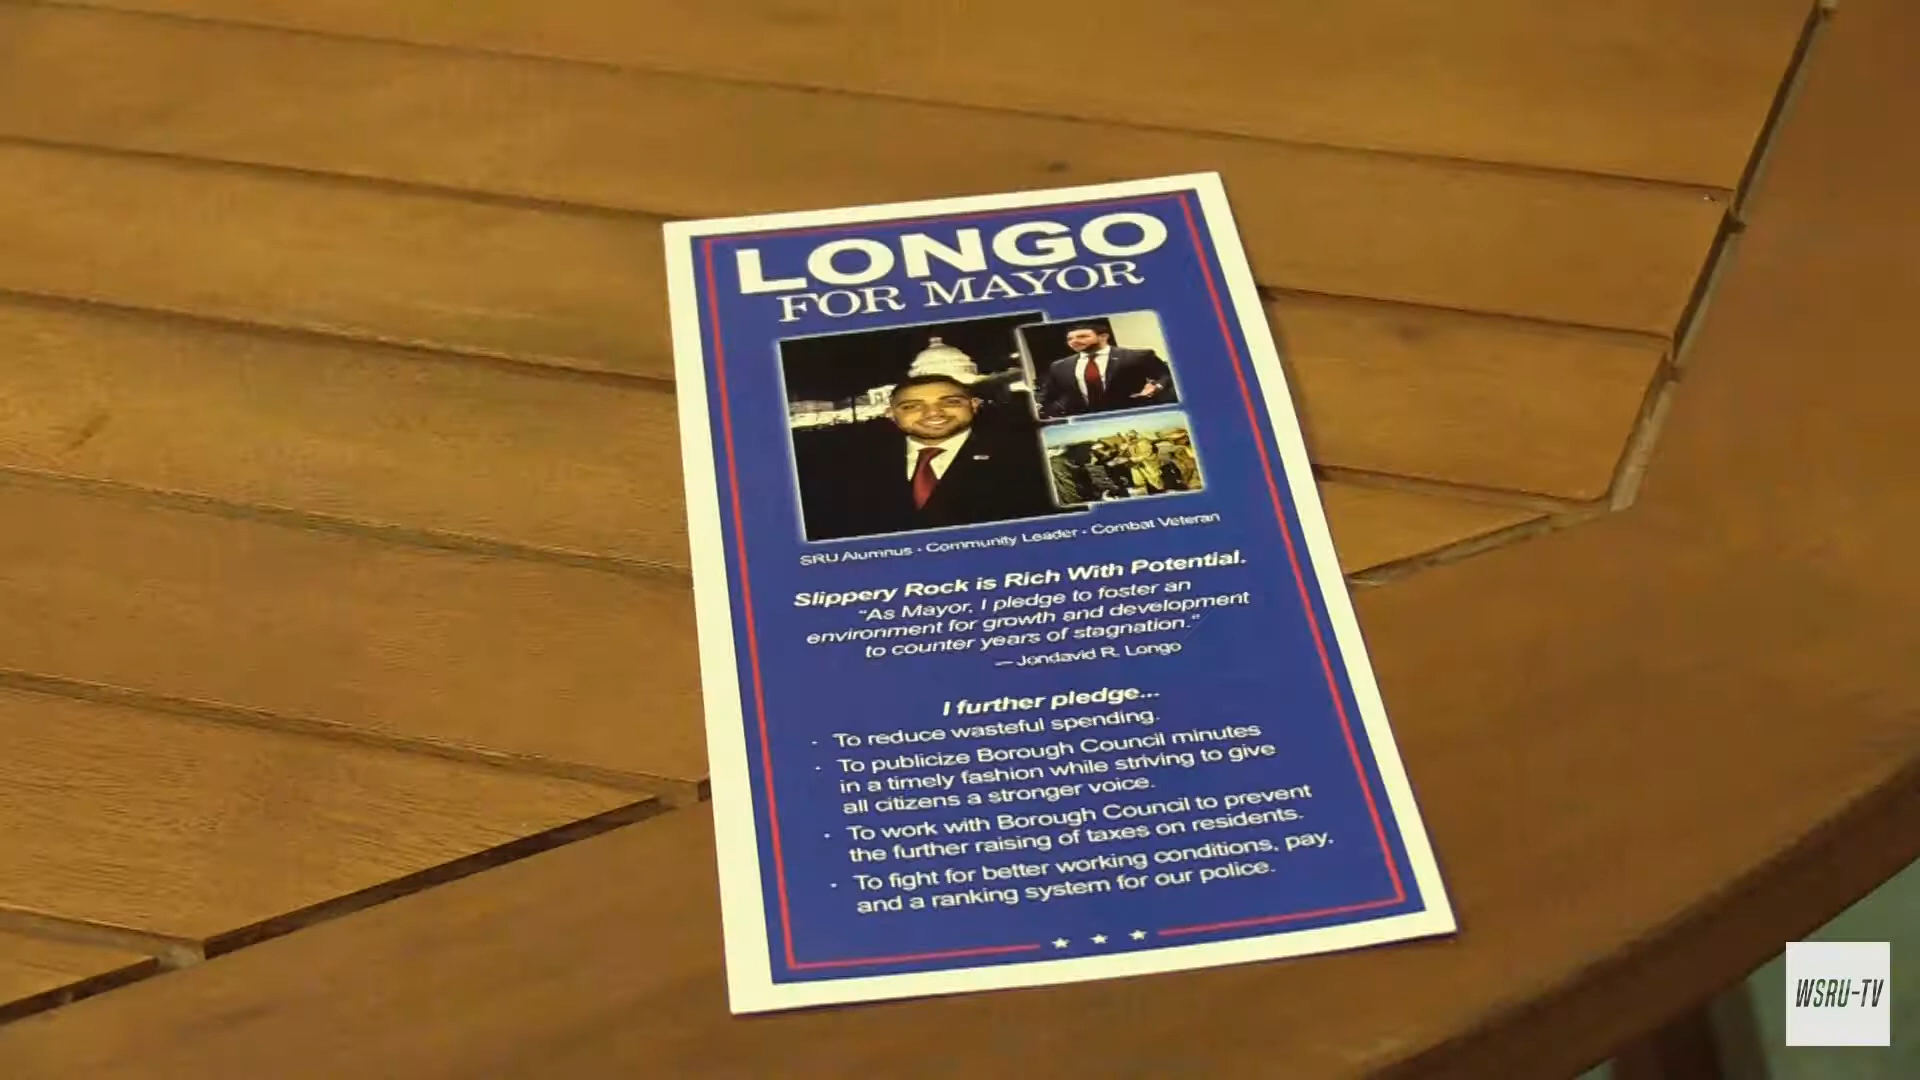 LONGO
FOR MAYOR
SRU Alumnus • Community Leader • Combat Veteran
Slippery Rock is Rich With Potential.
"As Mayor, I pledge to foster an
environment for growth and development
to counter years of stagnation."
— Jondavid R. Longo
I further pledge...
• To reduce wasteful spending.
• To publicize Borough Council minutes
in a timely fashion while striving to give
all citizens a stronger voice.
• To work with Borough Council to prevent
the further raising of taxes on residents.
• To fight for better working conditions, pay,
and a ranking system for our police.
WSRU-TV